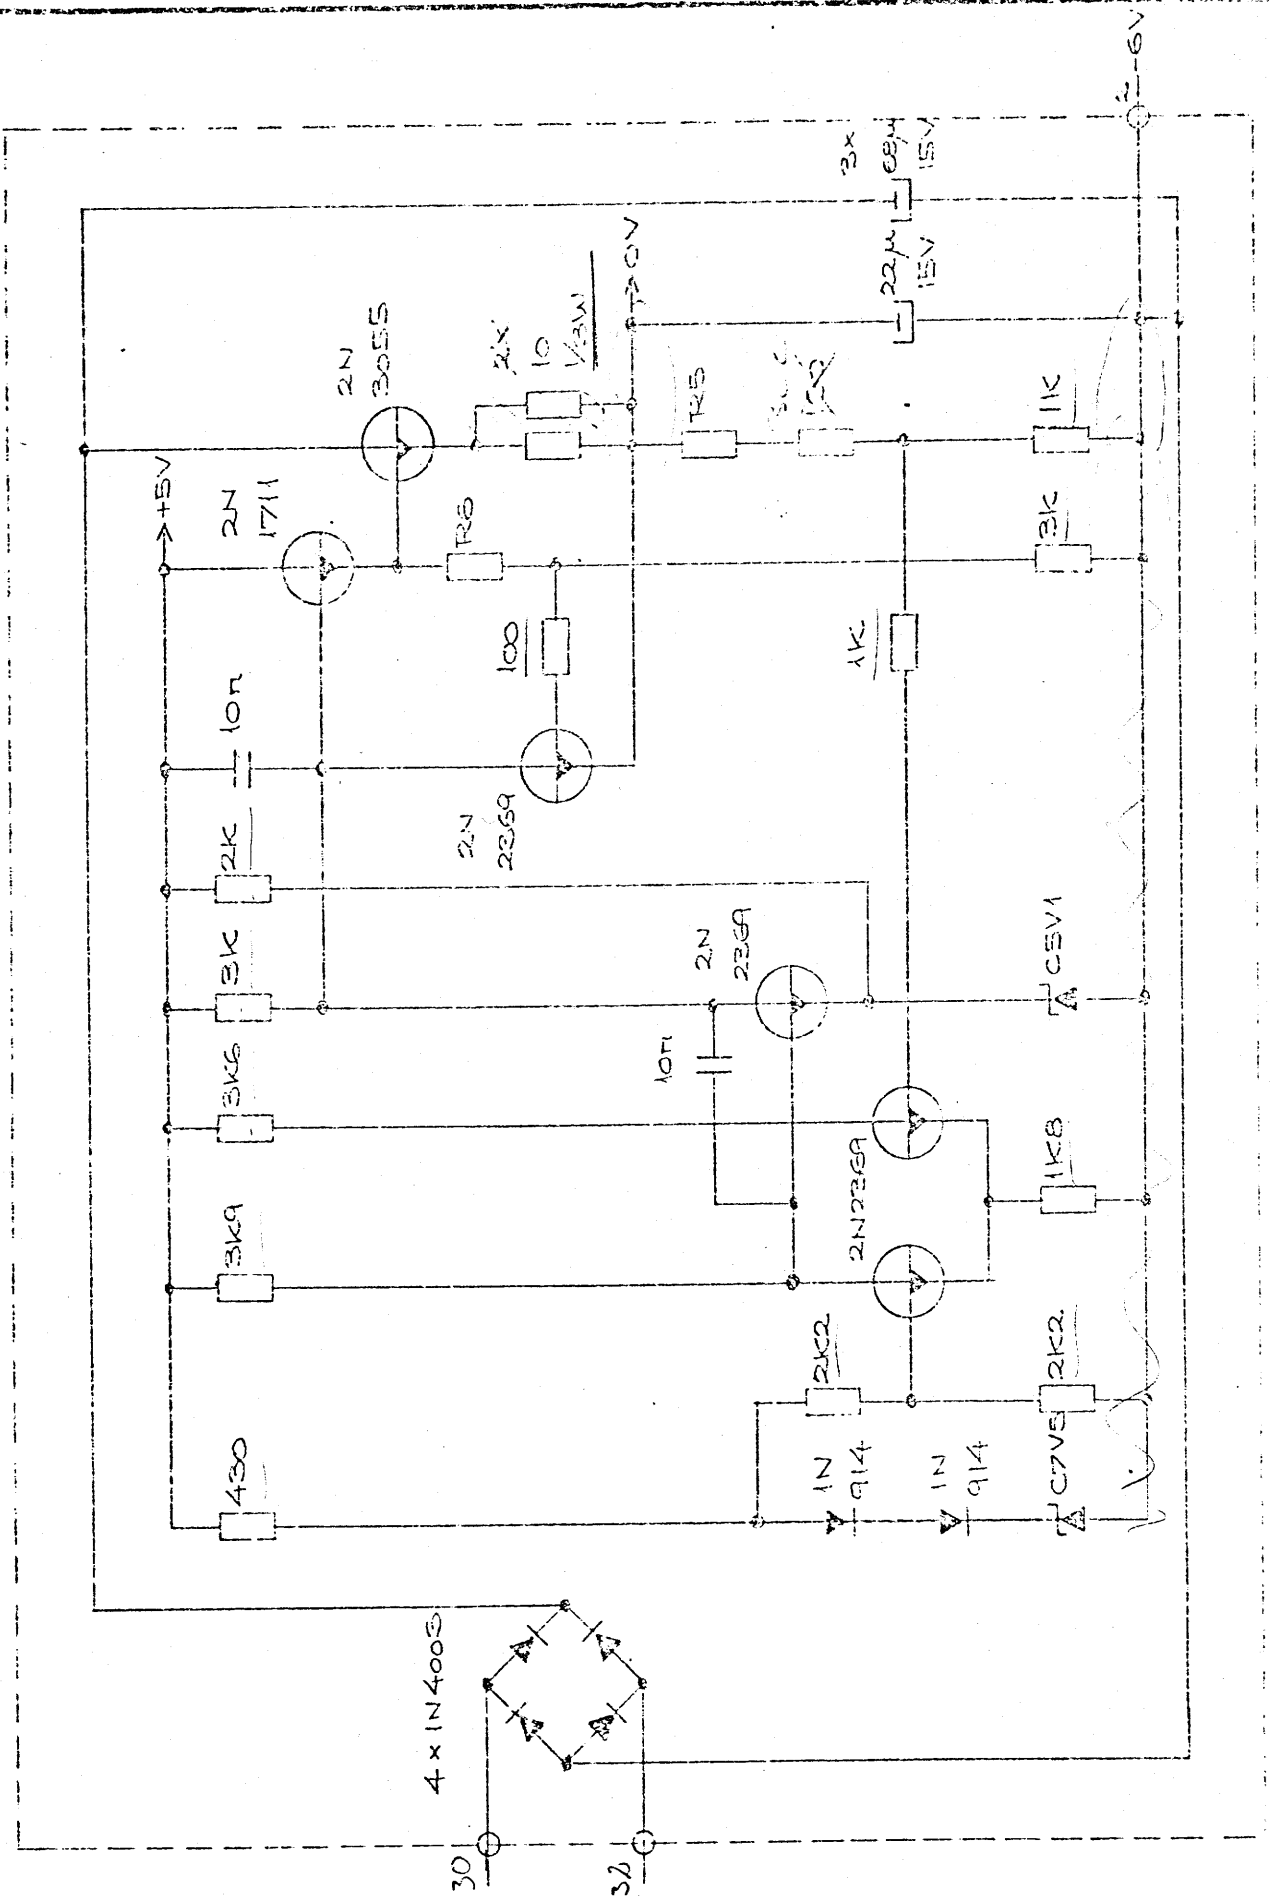 4 x 1N4003
30
32
430
3K9
3K6
3K
2K
10n
+5V
2N
1711
2N
3055
2x
10
1/3W
0V
R6
100
2N
2369
R5
3x
68µ
15V
22µ
15V
-6V
2N
2369
10n
1K
3K
1K
2N2369
2K2
1N
914
1N
914
C7V5
2K2
1K8
C5V1